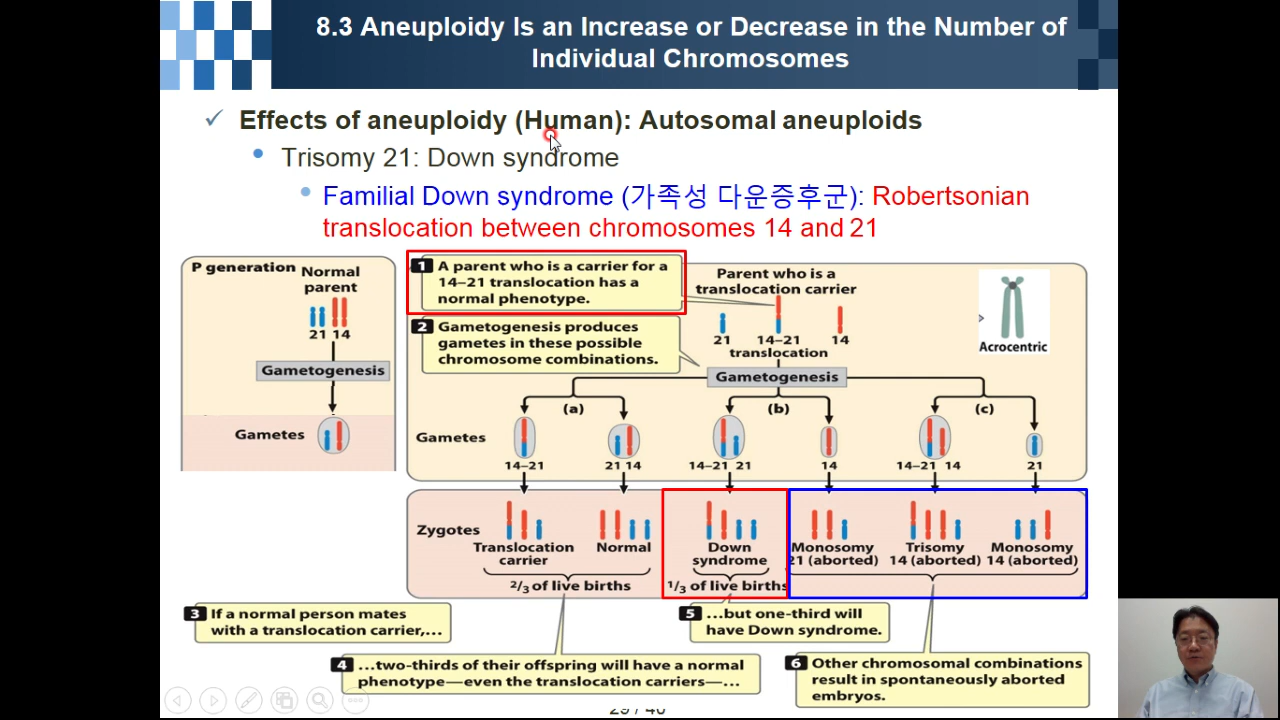 8.3 Aneuploidy Is an Increase or Decrease in the Number of
Individual Chromosomes
Effects of aneuploidy (Human): Autosomal aneuploids
Trisomy 21: Down syndrome
Familial Down syndrome (가족성 다운증후군): Robertsonian
translocation between chromosomes 14 and 21
P generation
Normal
parent
21 14
Gametogenesis
Gametes
1 A parent who is a carrier for a
14–21 translocation has a
normal phenotype.
2 Gametogenesis produces
gametes in these possible
chromosome combinations.
Parent who is a
translocation carrier
21 14–21 14
translocation
Acrocentric
Gametogenesis
(a) (b) (c)
Gametes
14–21 21 14 14–21 21 14 14–21 14 21
Zygotes
Translocation
carrier
Normal
Down
syndrome
Monosomy
21 (aborted)
Trisomy
14 (aborted)
Monosomy
14 (aborted)
2/3 of live births
1/3 of live births
3 If a normal person mates
with a translocation carrier,...
5 ...but one-third will
have Down syndrome.
4 ...two-thirds of their offspring will have a normal
phenotype—even the translocation carriers—...
6 Other chromosomal combinations
result in spontaneously aborted
embryos.
29 / 40